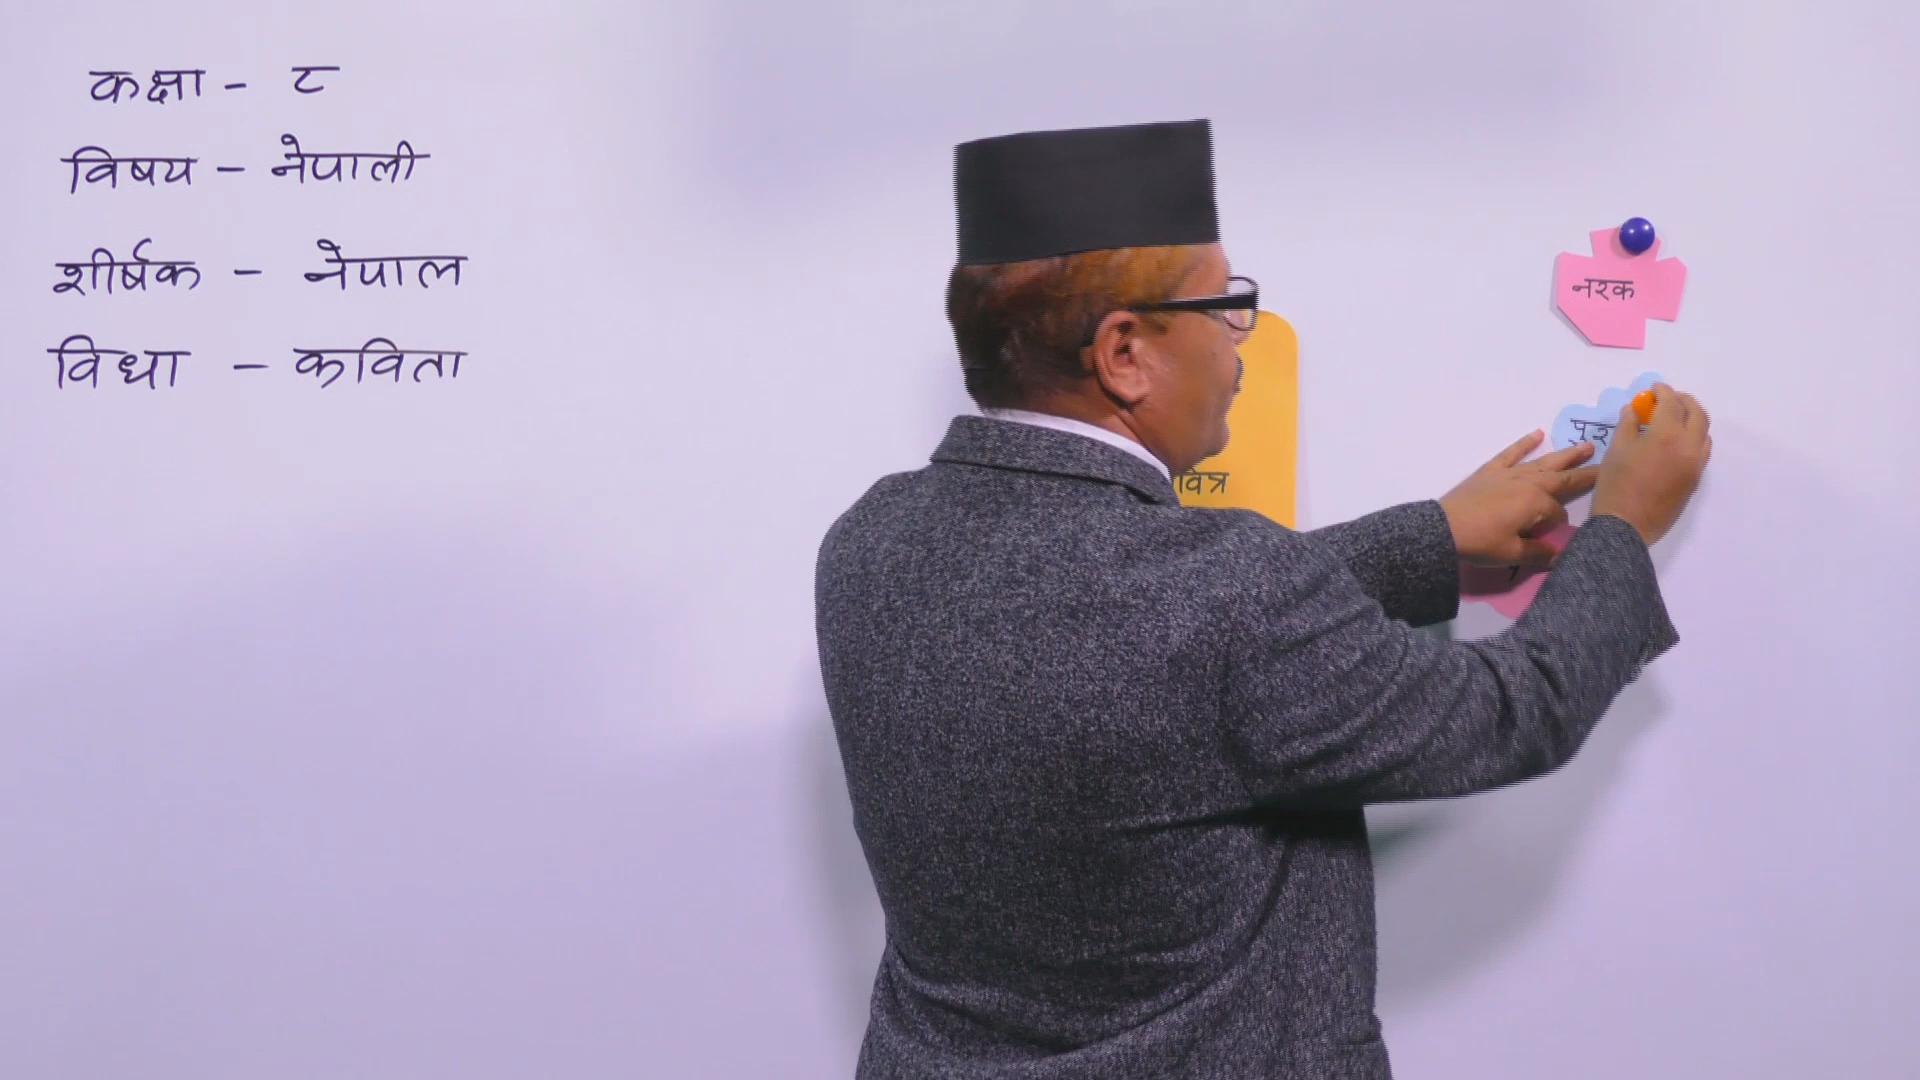 कक्षा - ८
विषय - नेपाली
शीर्षक - नेपाल
विधा - कविता
नरक